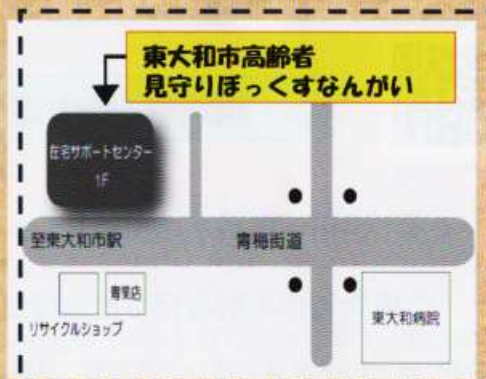 東大和市高齢者
見守りぼっくすなんがい
在宅サポートセンター
1F
至東大和市駅
青梅街道
青果店
リサイクルショップ
東大和病院